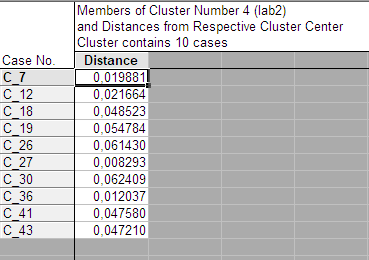 Members of Cluster Number 4 (lab2)
and Distances from Respective Cluster Center
Cluster contains 10 cases
Case No. Distance
C_7 0,019881
C_12 0,021664
C_18 0,048523
C_19 0,054784
C_26 0,061430
C_27 0,008293
C_30 0,062409
C_36 0,012037
C_41 0,047580
C_43 0,047210